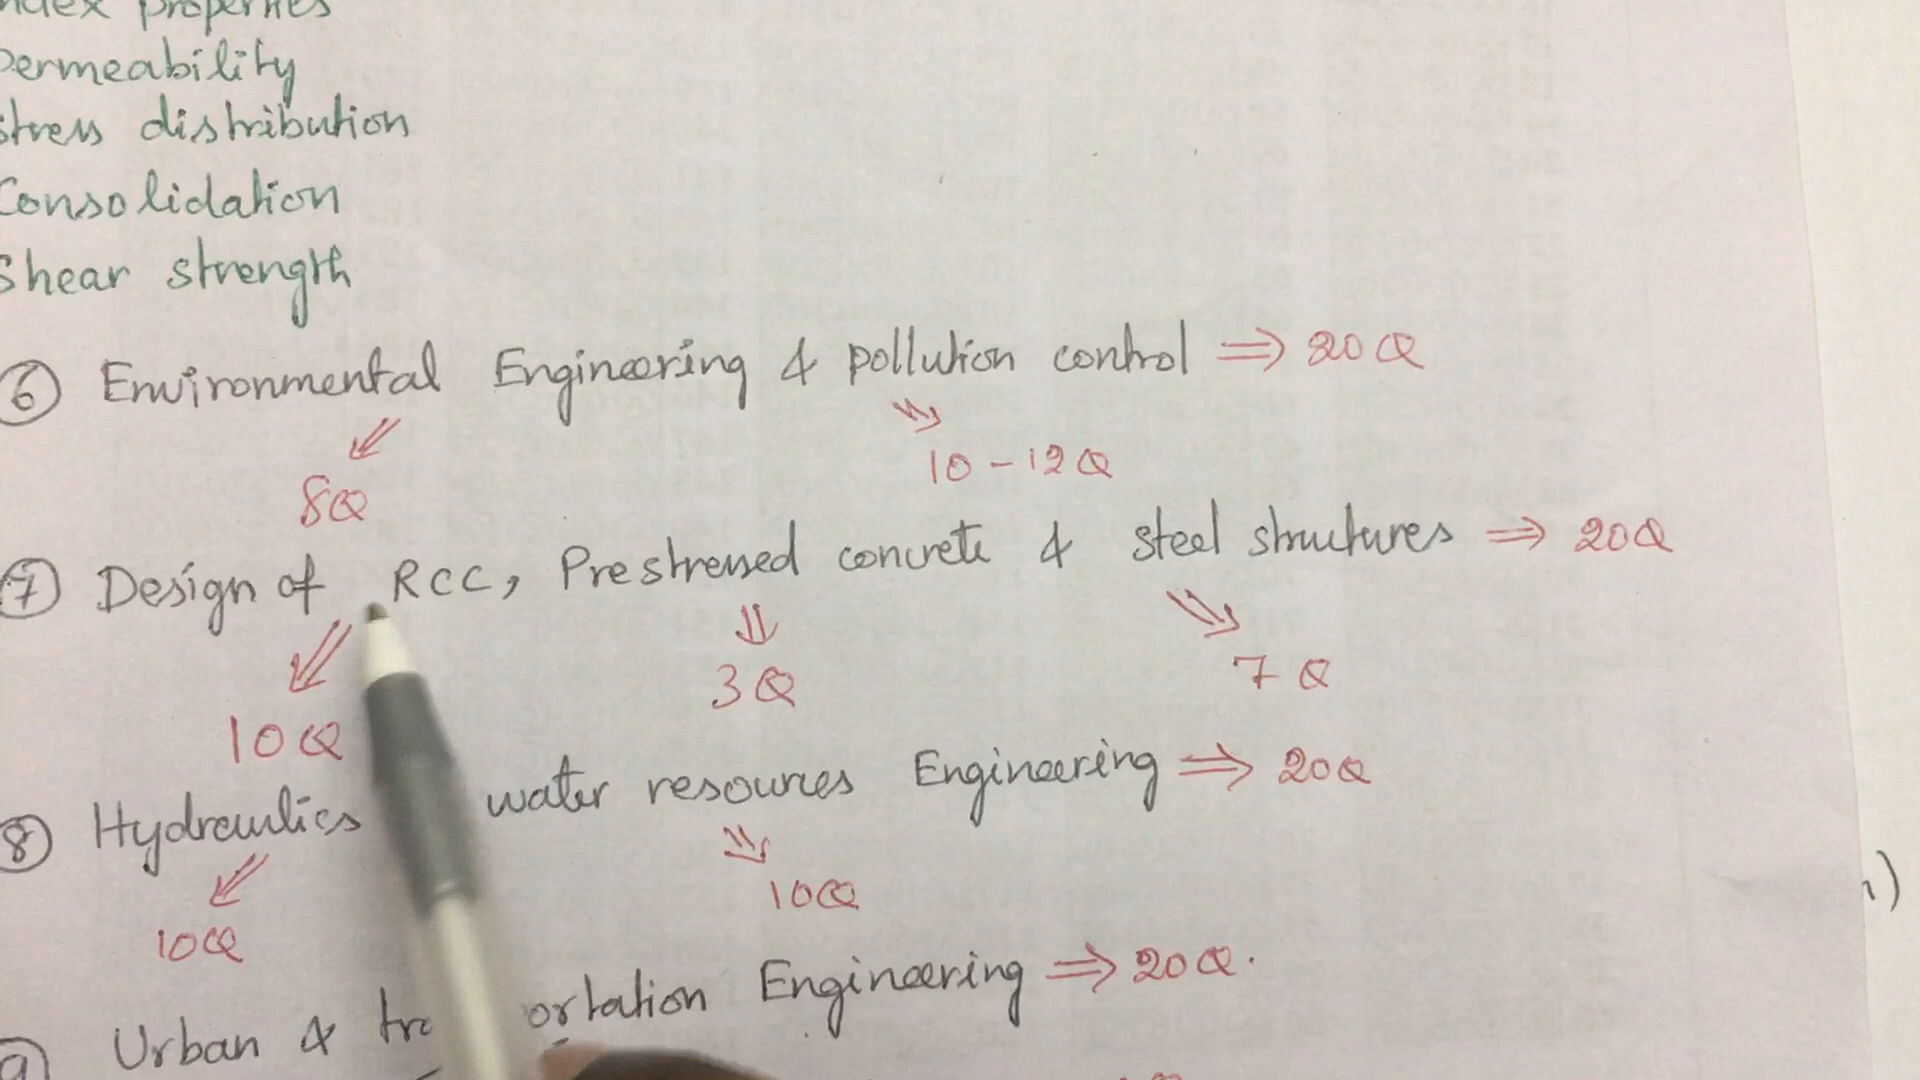 properties
Permeability
Stress distribution
Consolidation
Shear strength
6 Environmental Engineering & pollution control ⇒ 20Q
8Q 10-12Q
7 Design of RCC, Prestressed concrete & steel structures ⇒ 20Q
10Q 3Q 7Q
8 Hydraulics water resources Engineering ⇒ 20Q
10Q 10Q
9 Urban & Engineering ⇒ 20Q.